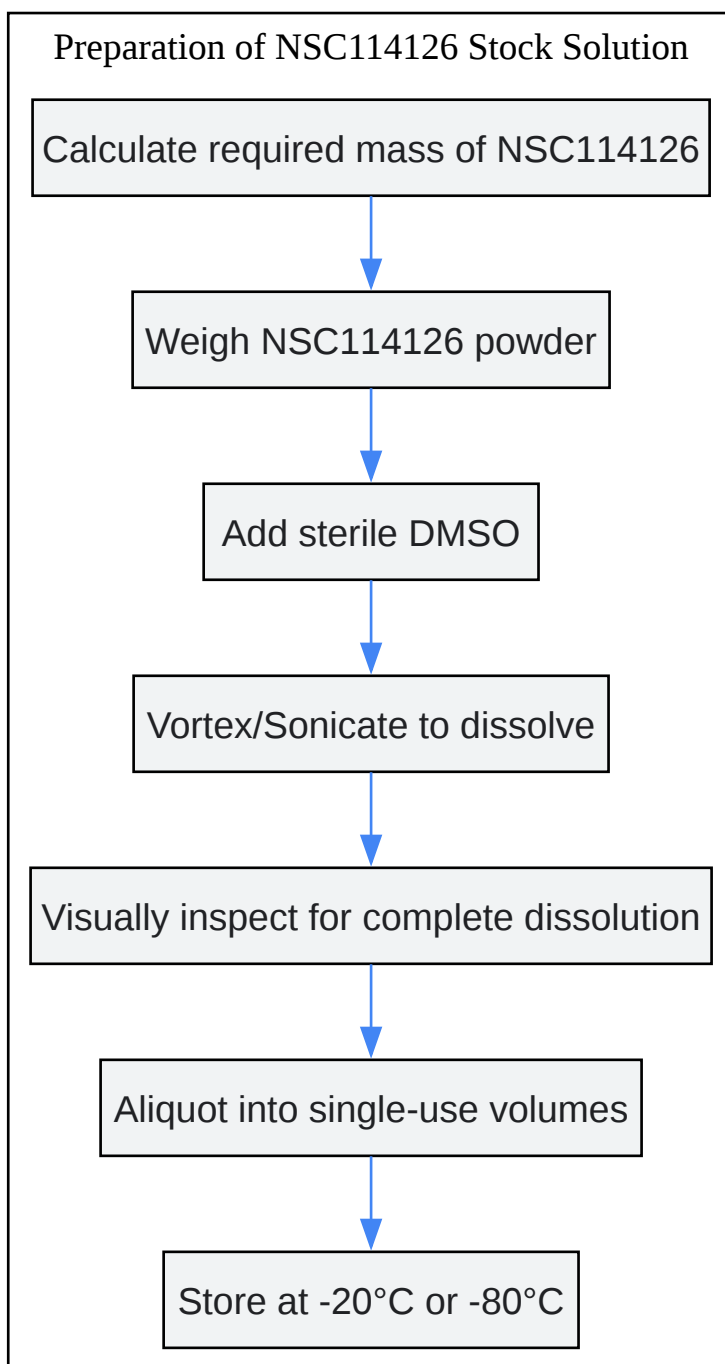 Preparation of NSC114126 Stock Solution
Calculate required mass of NSC114126
Weigh NSC114126 powder
Add sterile DMSO
Vortex/Sonicate to dissolve
Visually inspect for complete dissolution
Aliquot into single-use volumes
Store at -20°C or -80°C